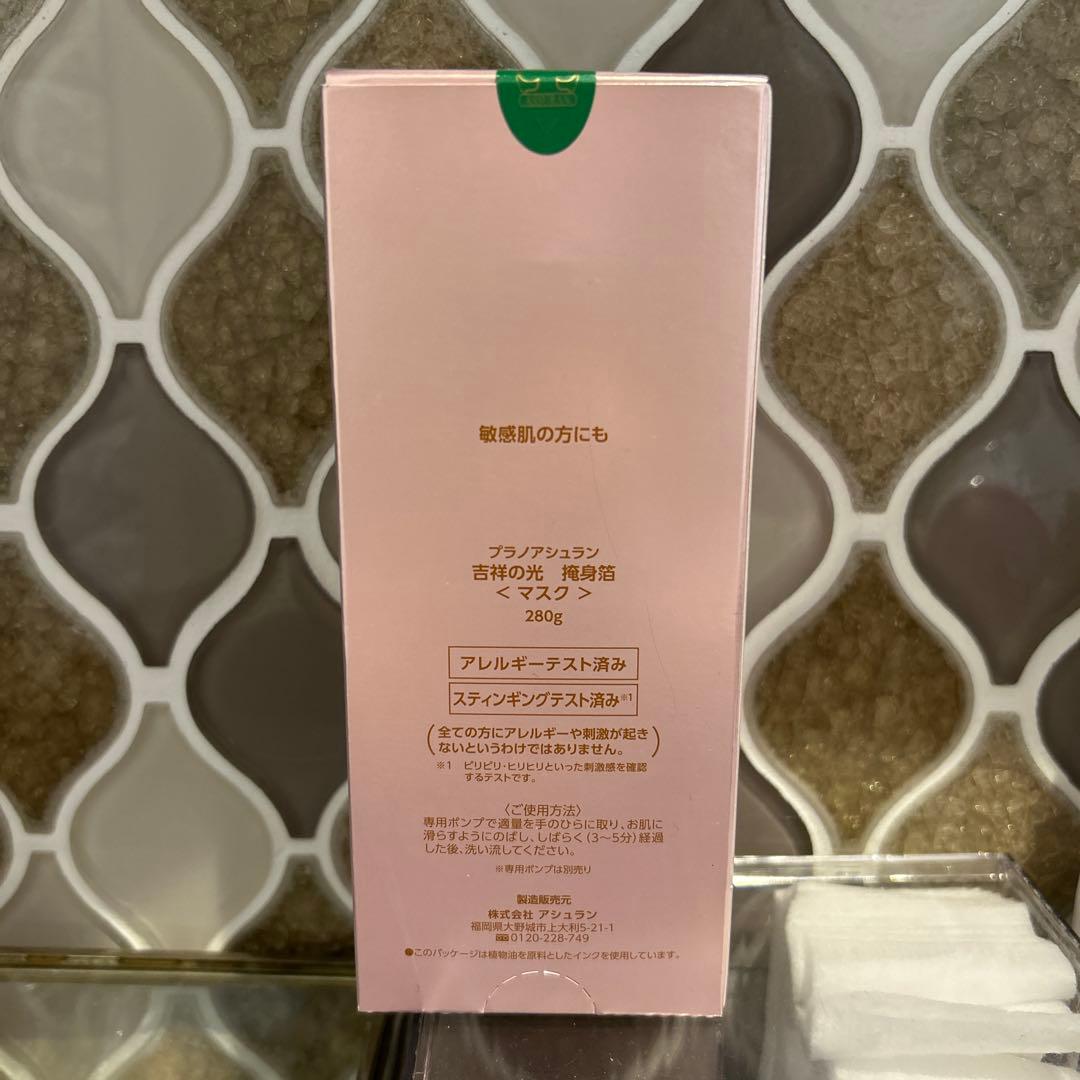 敏感肌の方にも
プラノアシュラン
吉祥の光 掩身箔
＜ マスク ＞
280g
アレルギーテスト済み
スティンギングテスト済み※1
（全ての方にアレルギーや刺激が起き
ないというわけではありません。）
※1 ピリピリ・ヒリヒリといった刺激感を確認
するテストです。
〈ご使用方法〉
専用ポンプで適量を手のひらに取り、お肌に
滑らすようにのばし、しばらく（3〜5分）経過
した後、洗い流してください。
※専用ポンプは別売り
製造販売元
株式会社 アシュラン
福岡県大野城市上大利5-21-1
0120-228-749
●このパッケージは植物油を原料としたインクを使用しています。